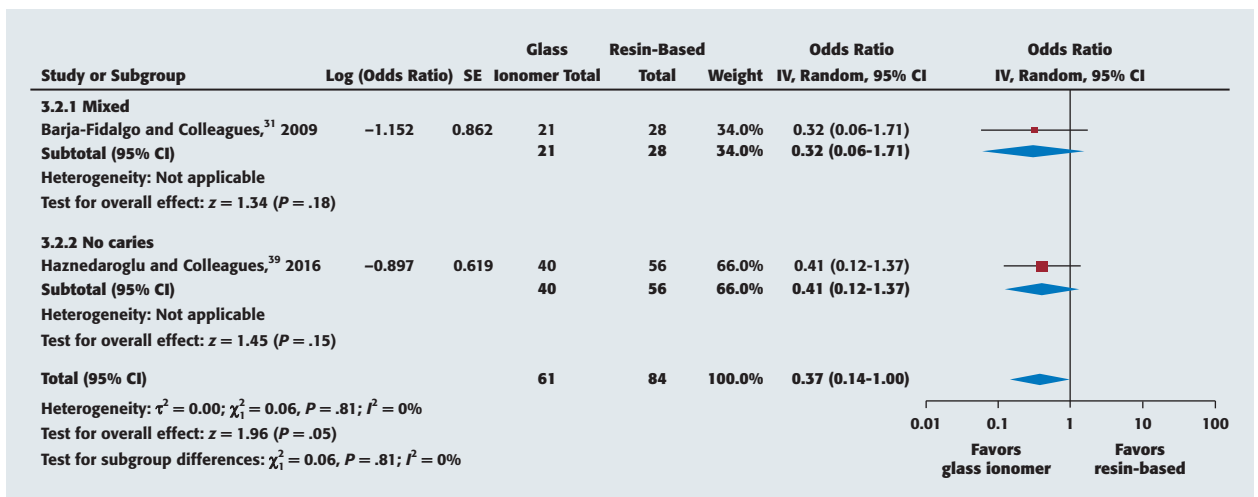 Glass Resin-Based Odds Ratio Odds Ratio
Study or Subgroup Log (Odds Ratio) SE Ionomer Total Total Weight IV, Random, 95% CI IV, Random, 95% CI
3.2.1 Mixed
Barja-Fidalgo and Colleagues,31 2009 −1.152 0.862 21 28 34.0% 0.32 (0.06-1.71)
Subtotal (95% CI) 21 28 34.0% 0.32 (0.06-1.71)
Heterogeneity: Not applicable
Test for overall effect: z = 1.34 (P = .18)
3.2.2 No caries
Haznedaroglu and Colleagues,39 2016 −0.897 0.619 40 56 66.0% 0.41 (0.12-1.37)
Subtotal (95% CI) 40 56 66.0% 0.41 (0.12-1.37)
Heterogeneity: Not applicable
Test for overall effect: z = 1.45 (P = .15)
Total (95% CI) 61 84 100.0% 0.37 (0.14-1.00)
Heterogeneity: τ² = 0.00; χ²₁ = 0.06, P = .81; I² = 0%
Test for overall effect: z = 1.96 (P = .05)
Test for subgroup differences: χ²₁ = 0.06, P = .81; I² = 0%
0.01 0.1 1 10 100
Favors Favors
glass ionomer resin-based